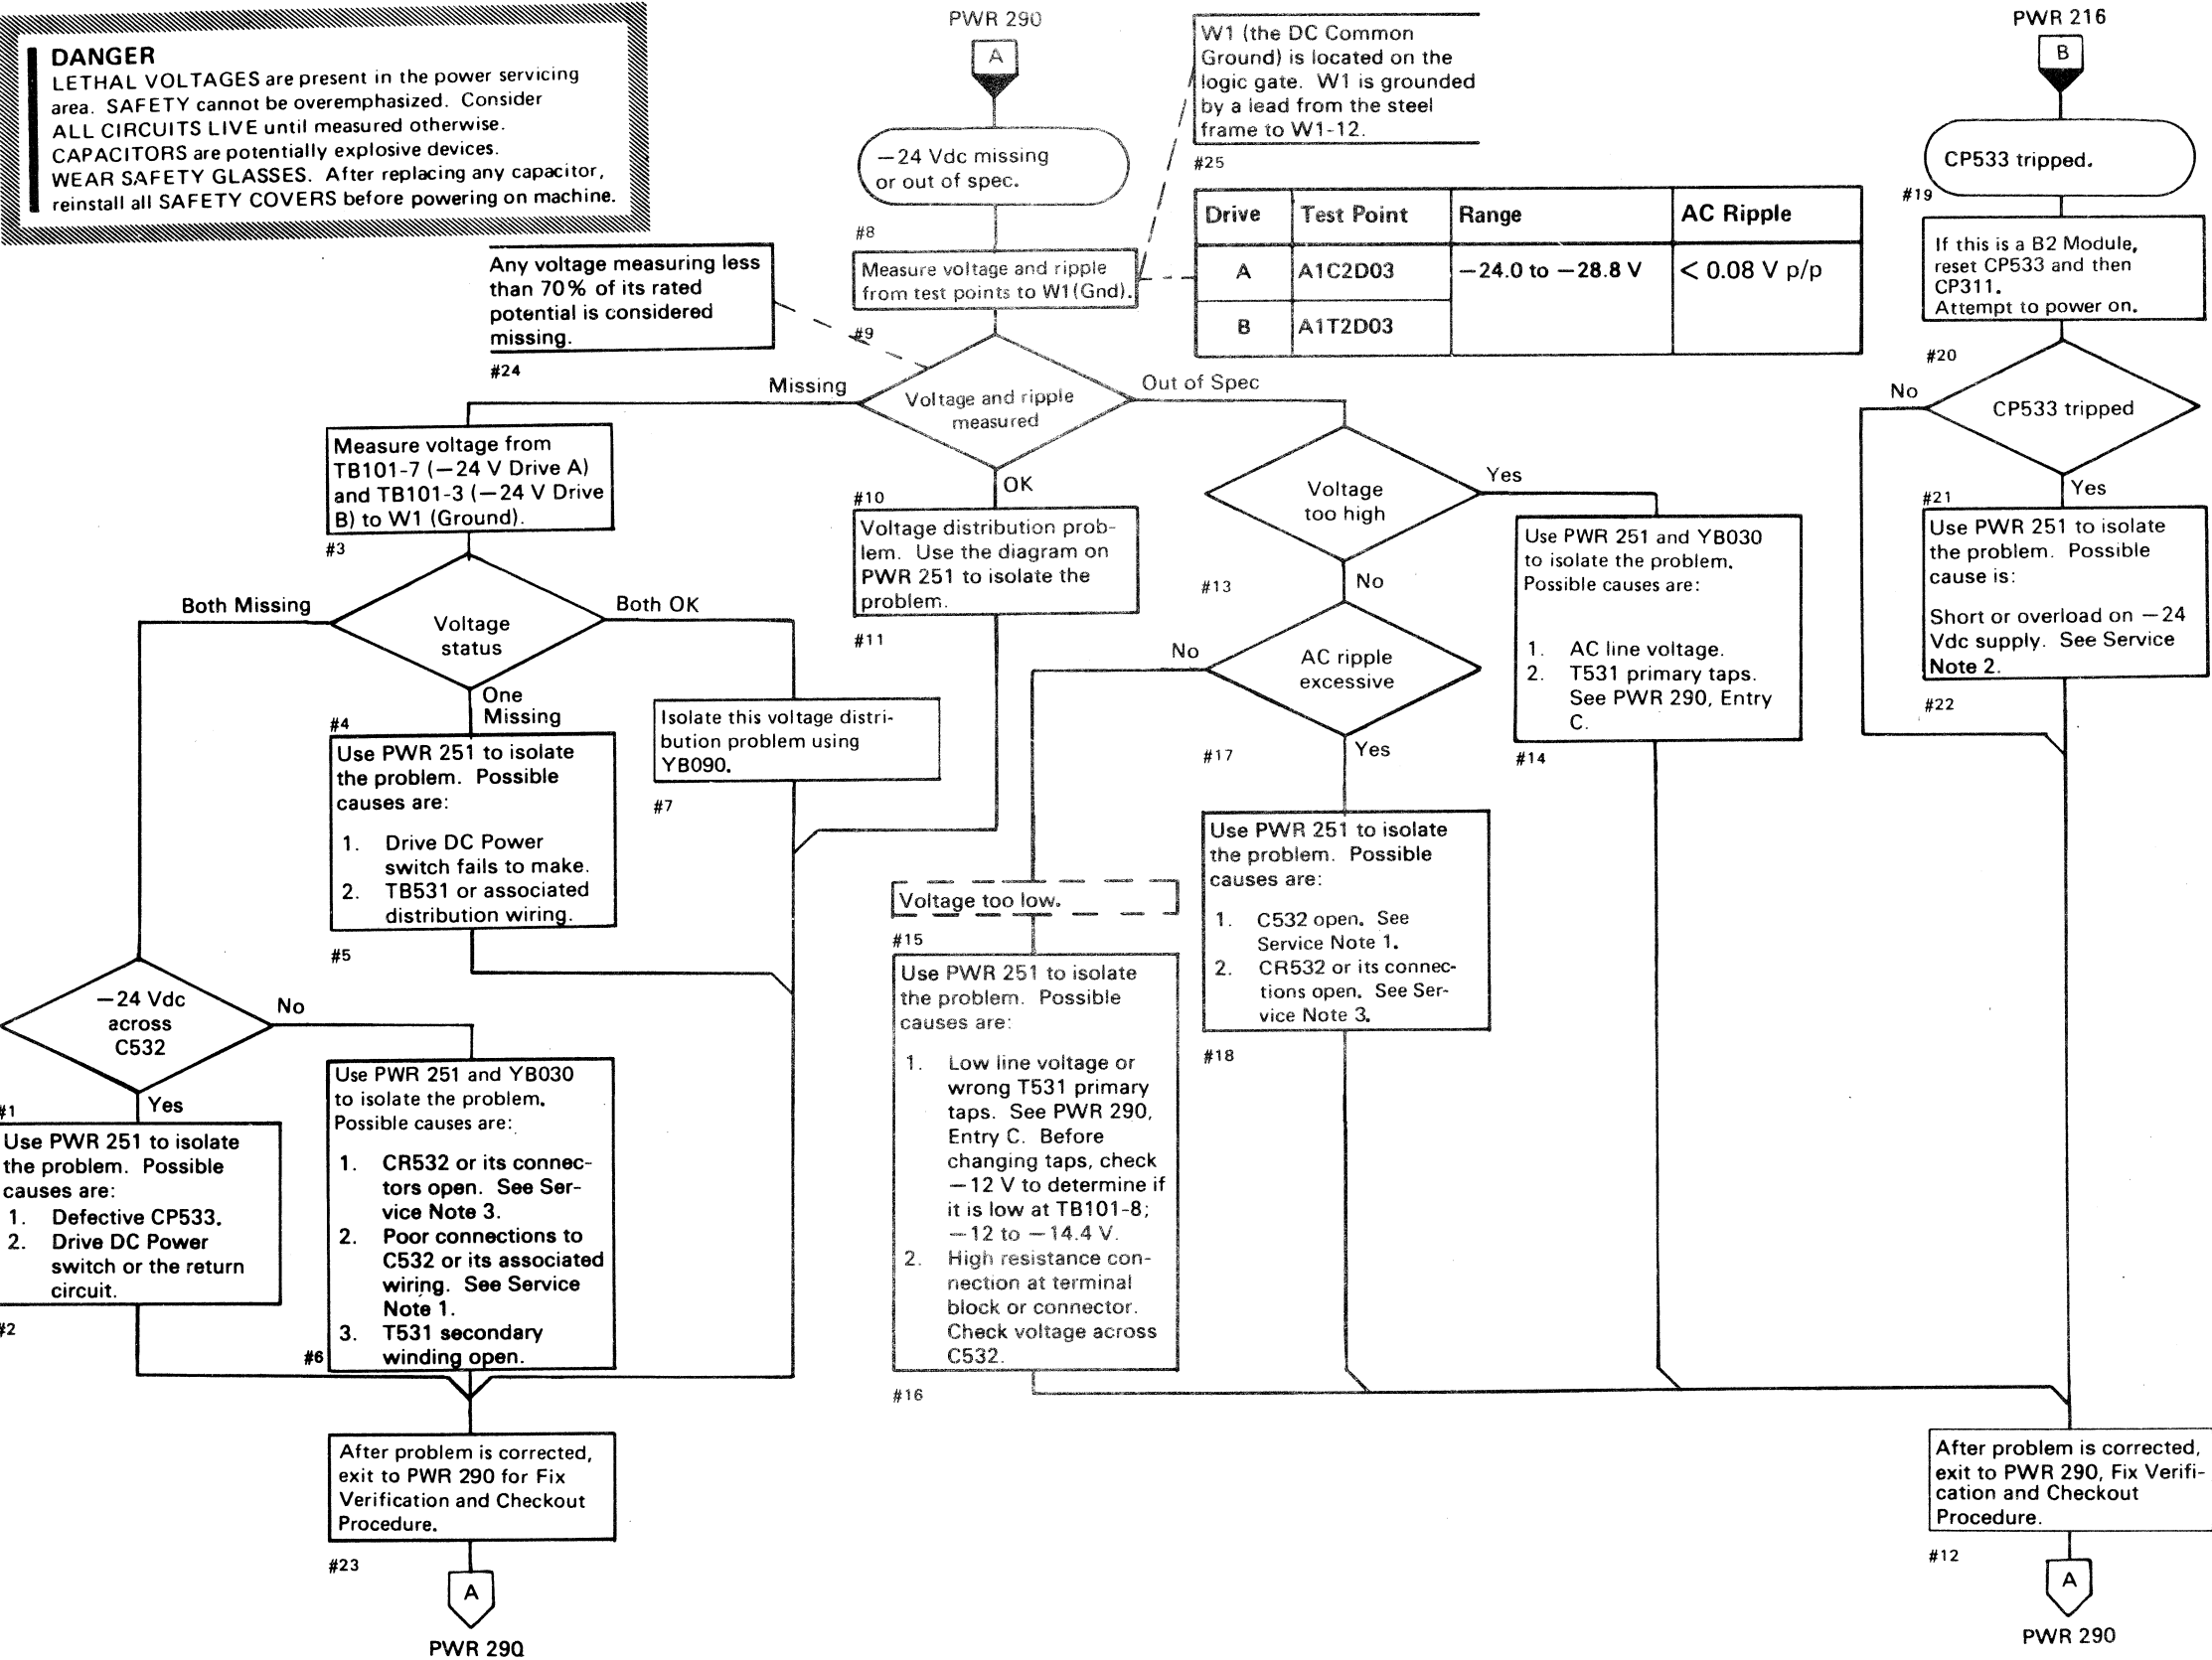 DANGER
LETHAL VOLTAGES are present in the power servicing
area. SAFETY cannot be overemphasized. Consider
ALL CIRCUITS LIVE until measured otherwise.
CAPACITORS are potentially explosive devices.
WEAR SAFETY GLASSES. After replacing any capacitor,
reinstall all SAFETY COVERS before powering on machine.
PWR 290
A
−24 Vdc missing
or out of spec.
#8
Measure voltage and ripple
from test points to W1(Gnd).
#9
W1 (the DC Common
Ground) is located on the
logic gate. W1 is grounded
by a lead from the steel
frame to W1-12.
#25
Drive Test Point Range AC Ripple
A A1C2D03 −24.0 to −28.8 V < 0.08 V p/p
B A1T2D03
Any voltage measuring less
than 70% of its rated
potential is considered
missing.
#24
Voltage and ripple
measured
Missing
Out of Spec
OK
#10
Measure voltage from
TB101-7 (−24 V Drive A)
and TB101-3 (−24 V Drive
B) to W1 (Ground).
#3
Voltage
status
Both Missing
Both OK
One
Missing
#4
Use PWR 251 to isolate
the problem. Possible
causes are:
1. Drive DC Power
switch fails to make.
2. TB531 or associated
distribution wiring.
#5
Isolate this voltage distri-
bution problem using
YB090.
#7
Voltage distribution prob-
lem. Use the diagram on
PWR 251 to isolate the
problem.
#11
−24 Vdc
across
C532
No
Yes
#1
Use PWR 251 to isolate
the problem. Possible
causes are:
1. Defective CP533.
2. Drive DC Power
switch or the return
circuit.
#2
Use PWR 251 and YB030
to isolate the problem.
Possible causes are:
1. CR532 or its connec-
tors open. See Ser-
vice Note 3.
2. Poor connections to
C532 or its associated
wiring. See Service
Note 1.
3. T531 secondary
winding open.
#6
After problem is corrected,
exit to PWR 290 for Fix
Verification and Checkout
Procedure.
#23
A
PWR 290
Voltage
too high
Yes
No
#13
AC ripple
excessive
No
Yes
#17
Voltage too low.
#15
Use PWR 251 to isolate
the problem. Possible
causes are:
1. Low line voltage or
wrong T531 primary
taps. See PWR 290,
Entry C. Before
changing taps, check
−12 V to determine if
it is low at TB101-8;
−12 to −14.4 V.
2. High resistance con-
nection at terminal
block or connector.
Check voltage across
C532.
#16
Use PWR 251 to isolate
the problem. Possible
causes are:
1. C532 open. See
Service Note 1.
2. CR532 or its connec-
tions open. See Ser-
vice Note 3.
#18
Use PWR 251 and YB030
to isolate the problem.
Possible causes are:
1. AC line voltage.
2. T531 primary taps.
See PWR 290, Entry
C.
#14
PWR 216
B
CP533 tripped.
#19
If this is a B2 Module,
reset CP533 and then
CP311.
Attempt to power on.
#20
CP533 tripped
No
Yes
#21
Use PWR 251 to isolate
the problem. Possible
cause is:
Short or overload on −24
Vdc supply. See Service
Note 2.
#22
After problem is corrected,
exit to PWR 290, Fix Verifi-
cation and Checkout
Procedure.
#12
A
PWR 290